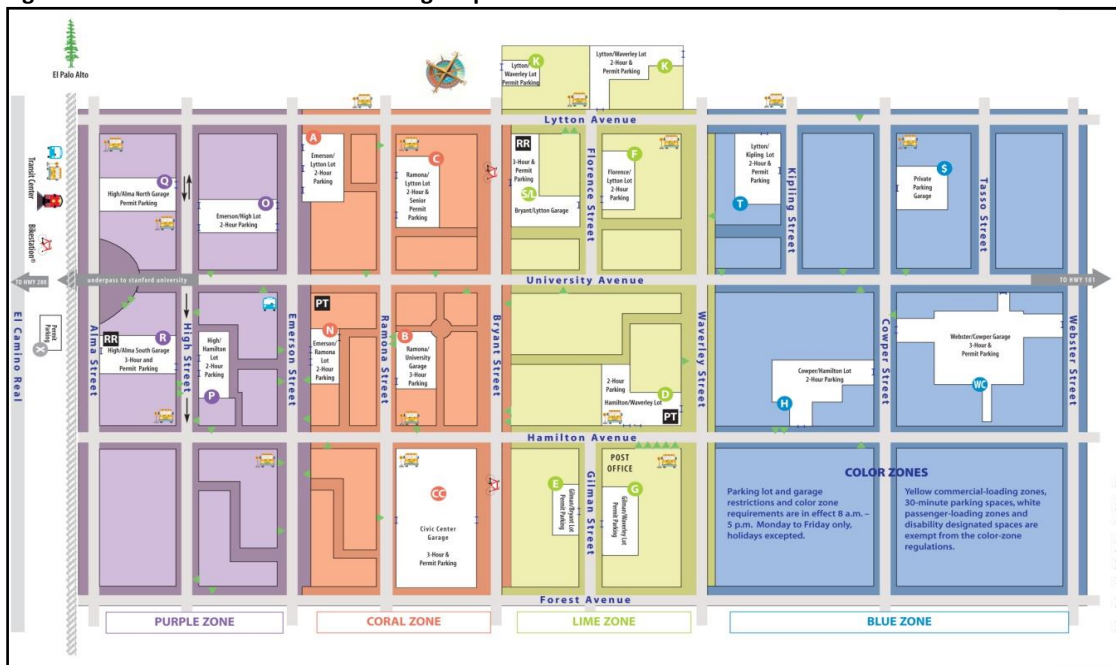 El Palo Alto
Lytton/
Waverley Lot
Permit Parking
K
Lytton/Waverley Lot
2-Hour &
Permit Parking
K
Lytton Avenue
Transit Center
Bikestation®
Q
High/Alma North Garage
Permit Parking
O
Emerson/High Lot
2-Hour Parking
A
Emerson/
Lytton Lot
2-Hour
Parking
C
Ramona/
Lytton Lot
2-Hour &
Senior
Permit
Parking
RR
3-Hour &
Permit
Parking
S/L
Bryant/Lytton Garage
Florence Street
F
Florence/
Lytton Lot
2-Hour
Parking
Lytton/
Kipling Lot
2-Hour &
Permit
Parking
T
Kipling Street
S
Private
Parking
Garage
Tasso Street
TO HWY 280
underpass to stanford university
University Avenue
TO HWY 101
El Camino Real
Permit
Parking
X
Alma Street
RR
R
High/Alma South Garage
3-Hour and
Permit Parking
High Street
High/
Hamilton
Lot
2-Hour
Parking
P
Emerson Street
PT
N
Emerson/
Ramona
Lot
2-Hour
Parking
Ramona Street
B
Ramona/
University
Garage
3-Hour
Parking
Bryant Street
2-Hour
Parking
Hamilton/Waverley Lot
D
PT
Waverley Street
Cowper/Hamilton Lot
2-Hour Parking
H
Cowper Street
Webster/Cowper Garage
3-Hour &
Permit Parking
WC
Webster Street
Hamilton Avenue
CC
Civic Center
Garage
3-Hour &
Permit Parking
E
Gilman/Bryant Lot
Permit Parking
Gilman Street
POST
OFFICE
G
Gilman/Waverley Lot
Permit Parking
COLOR ZONES
Parking lot and garage
restrictions and color zone
requirements are in effect 8 a.m. –
5 p.m. Monday to Friday only,
holidays excepted.
Yellow commercial-loading zones,
30-minute parking spaces, white
passenger-loading zones and
disability designated spaces are
exempt from the color-zone
regulations.
Forest Avenue
PURPLE ZONE
CORAL ZONE
LIME ZONE
BLUE ZONE